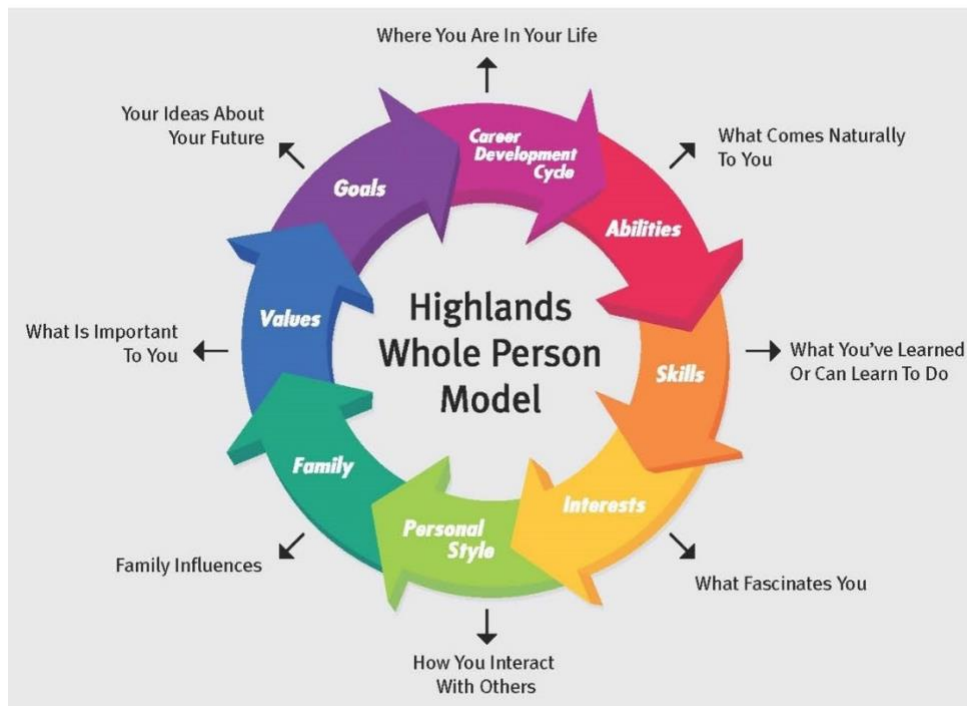 Where You Are In Your Life
Career
Development
Cycle
What Comes Naturally
To You
Abilities
What You’ve Learned
Or Can Learn To Do
Skills
What Fascinates You
Interests
How You Interact
With Others
Personal
Style
Family Influences
Family
What Is Important
To You
Values
Your Ideas About
Your Future
Goals
Highlands
Whole Person
Model